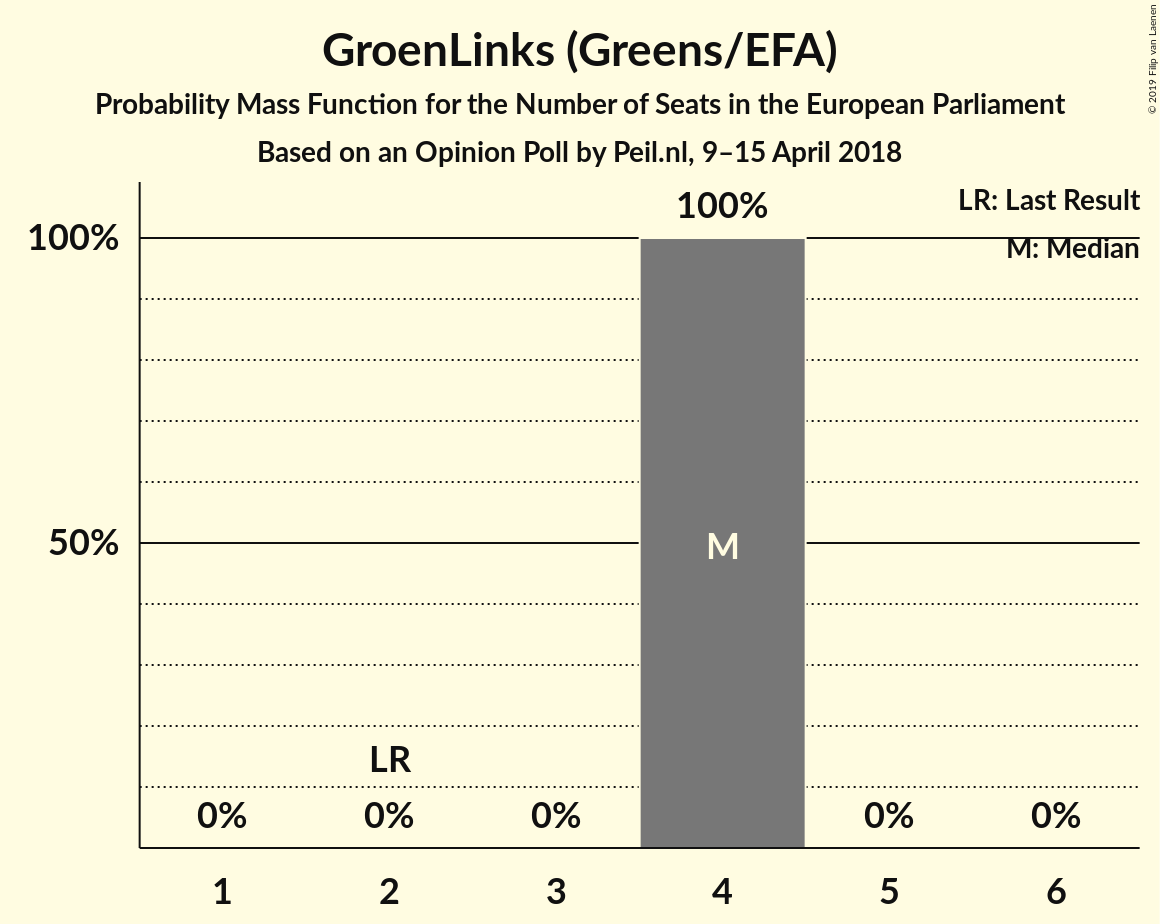 GroenLinks (Greens/EFA)
Probability Mass Function for the Number of Seats in the European Parliament
Based on an Opinion Poll by Peil.nl, 9–15 April 2018
© 2019 Filip van Laenen
LR: Last Result
M: Median
100%
100%
50%
M
LR
0% 0% 0% 0% 0%
1 2 3 4 5 6